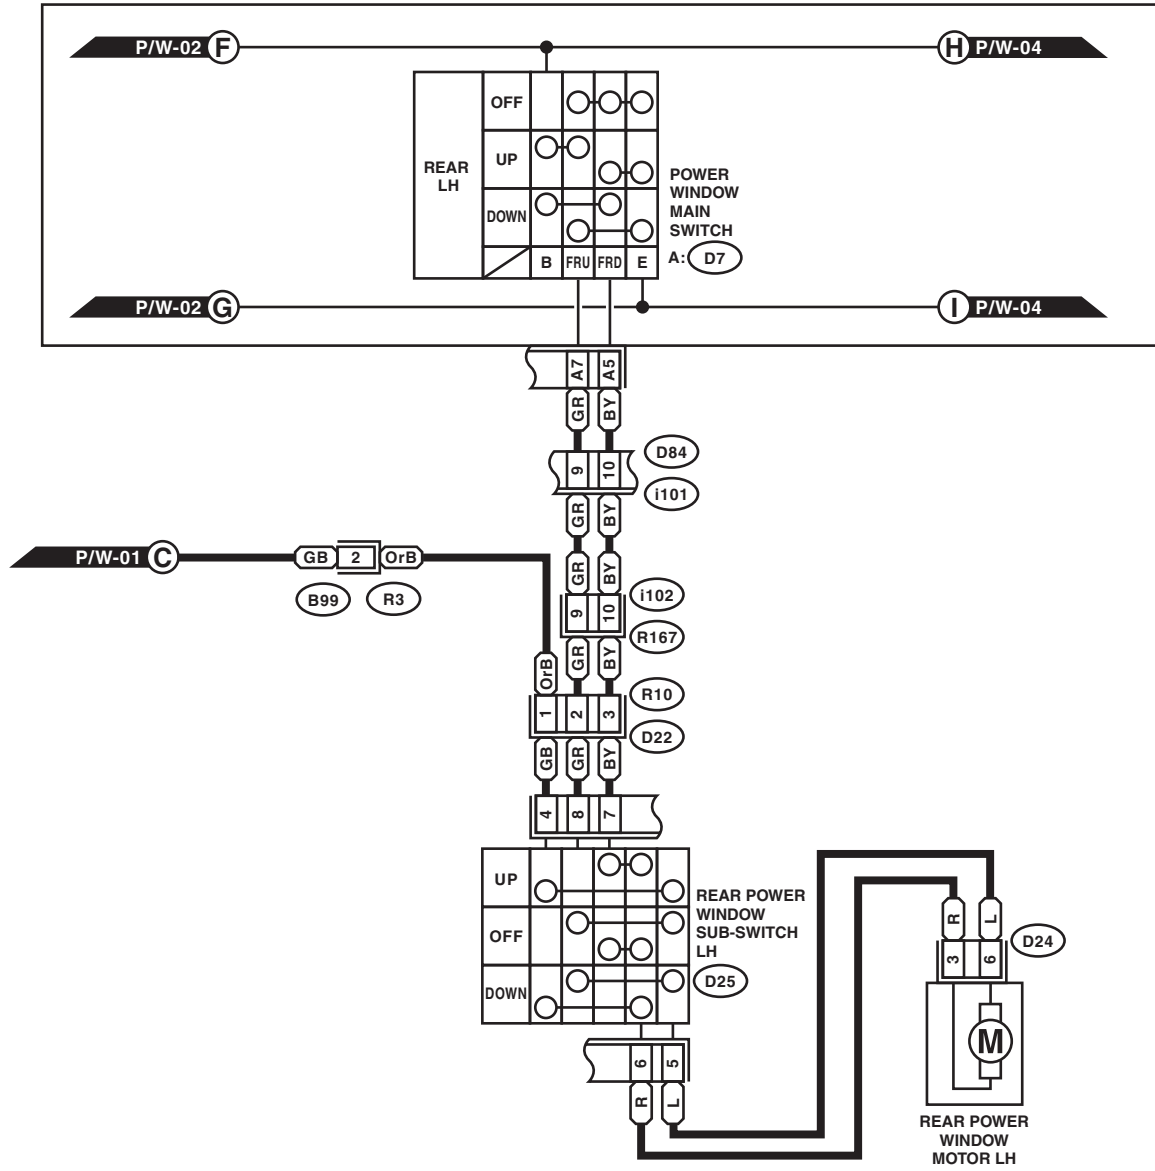 P/W-02 F
H P/W-04
REAR LH
OFF
UP
DOWN
B FRU FRD E
POWER
WINDOW
MAIN
SWITCH
A: D7
P/W-02 G
I P/W-04
A7 A5
GR BY
9 10
D84
i101
GR BY
P/W-01 C
GB 2 OrB
B99 R3
GR BY
9 10
i102
R167
OrB GR BY
1 2 3
R10
D22
GB GR BY
4 8 7
UP
OFF
DOWN
REAR POWER
WINDOW
SUB-SWITCH
LH
D25
6 5
R L
R L
3 6
D24
M
REAR POWER
WINDOW
MOTOR LH